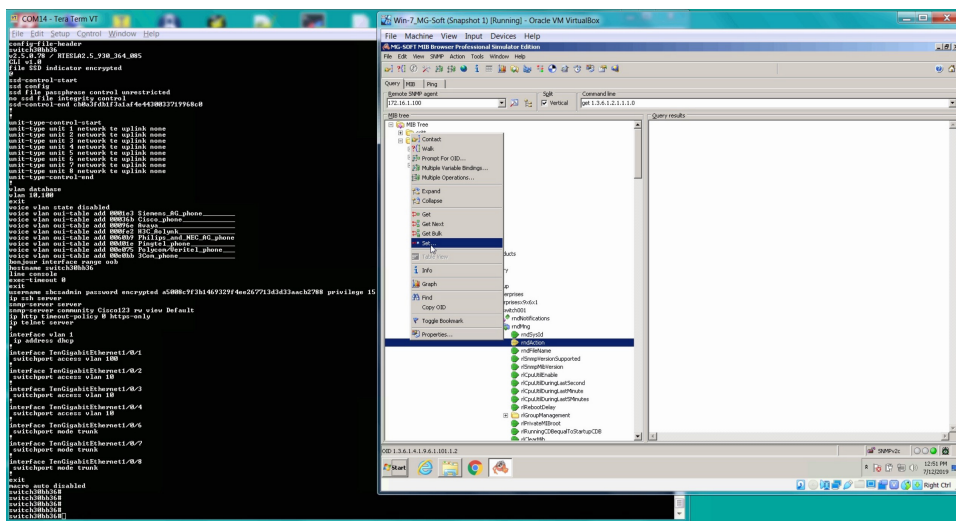 COM14 - Tera Term VT
File Edit Setup Control Window Help
config-file-header
switch30bb36
v2.5.0.78 / RTESLA2.5_930_364_085
CLI v1.0
file SSD indicator encrypted
@
ssd-control-start
ssd config
ssd file passphrase control unrestricted
no ssd file integrity control
ssd-control-end cb0a3fdb1f3a1af4e4430033719968c0
!
!
unit-type-control-start
unit-type unit 1 network te uplink none
unit-type unit 2 network te uplink none
unit-type unit 3 network te uplink none
unit-type unit 4 network te uplink none
unit-type unit 5 network te uplink none
unit-type unit 6 network te uplink none
unit-type unit 7 network te uplink none
unit-type unit 8 network te uplink none
unit-type-control-end
!
vlan database
vlan 10,100
exit
voice vlan state disabled
voice vlan oui-table add 0001e3 Siemens_AG_phone________
voice vlan oui-table add 00036b Cisco_phone_____________
voice vlan oui-table add 00096e Avaya___________________
voice vlan oui-table add 000fe2 H3C_Aolynk______________
voice vlan oui-table add 0060b9 Philips_and_NEC_AG_phone
voice vlan oui-table add 00d01e Pingtel_phone___________
voice vlan oui-table add 00e075 Polycom/Veritel_phone___
voice vlan oui-table add 00e0bb 3Com_phone______________
bonjour interface range oob
hostname switch30bb36
line console
exec-timeout 0
exit
username sbcsadmin password encrypted a5008c9f3b1469329f4ee267713d3d33aacb2788 privilege 15
ip ssh server
snmp-server server
snmp-server community Cisco123 rw view Default
ip http timeout-policy 0 https-only
ip telnet server
!
interface vlan 1
ip address dhcp
!
interface TenGigabitEthernet1/0/1
switchport access vlan 100
!
interface TenGigabitEthernet1/0/2
switchport access vlan 10
!
interface TenGigabitEthernet1/0/3
switchport access vlan 10
!
interface TenGigabitEthernet1/0/4
switchport access vlan 10
!
interface TenGigabitEthernet1/0/6
switchport mode trunk
!
interface TenGigabitEthernet1/0/7
switchport mode trunk
!
interface TenGigabitEthernet1/0/8
switchport mode trunk
!
exit
macro auto disabled
switch30bb36#
switch30bb36#
switch30bb36#
switch30bb36#
Win-7_MG-Soft (Snapshot 1) [Running] - Oracle VM VirtualBox
File Machine View Input Devices Help
MG-SOFT MIB Browser Professional Simulator Edition
File Edit View SNMP Action Tools Window Help
Query MIB Ping
Remote SNMP agent Split Command line
172.16.1.100 Vertical get 1.3.6.1.2.1.1.1.0
MIB tree Query results
MIB Tree
Contact
Walk
Prompt For OID...
Multiple Variable Bindings...
Multiple Operations...
Expand
Collapse
Get
Get Next
Get Bulk
Set...
Table View
Info
Graph
Find
Copy OID
Toggle Bookmark
Properties...
rndNotifications
rndMng
rndSysId
rndAction
rndFileName
rlSnmpVersionSupported
rlSnmpMibVersion
rlCpuUtilEnable
rlCpuUtilDuringLastSecond
rlCpuUtilDuringLastMinute
rlCpuUtilDuringLast5Minutes
rlRebootDelay
rlGroupManagement
rlPrivateMIBroot
rlRunningCDBequalToStartupCDB
rlClearMib
OID 1.3.6.1.4.1.9.6.1.101.1.2 SNMPv2c
Start 12:51 PM
7/12/2019
Right Ctrl